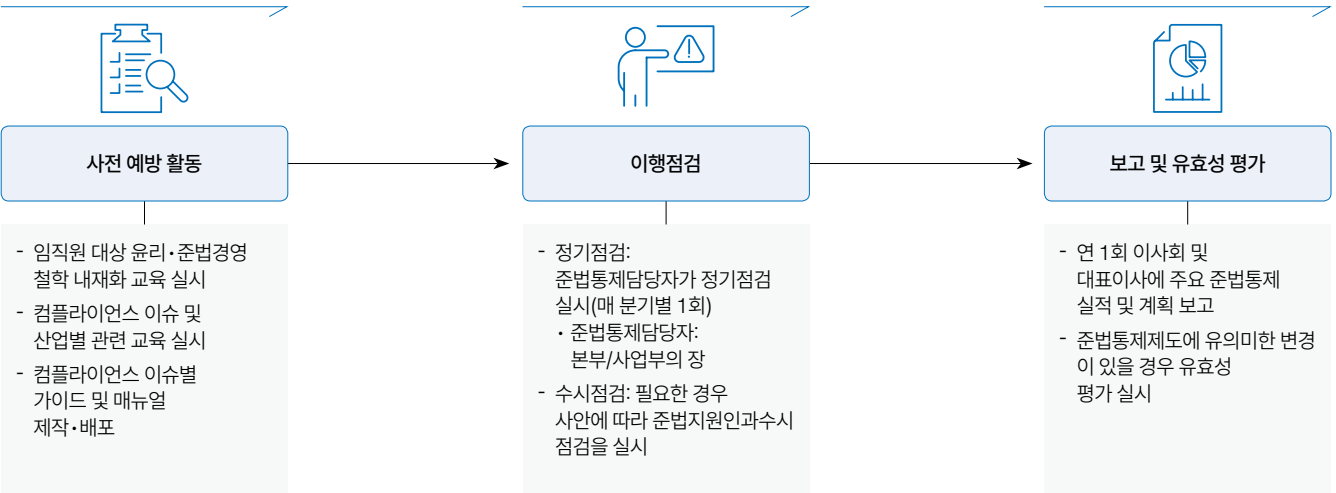 사전 예방 활동
- 임직원 대상 윤리•준법경영
철학 내재화 교육 실시
- 컴플라이언스 이슈 및
산업별 관련 교육 실시
- 컴플라이언스 이슈별
가이드 및 매뉴얼
제작•배포
이행점검
- 정기점검:
준법통제담당자가 정기점검
실시(매 분기별 1회)
• 준법통제담당자:
본부/사업부의 장
- 수시점검: 필요한 경우
사안에 따라 준법지원인과수시
점검을 실시
보고 및 유효성 평가
- 연 1회 이사회 및
대표이사에 주요 준법통제
실적 및 계획 보고
- 준법통제제도에 유의미한 변경
이 있을 경우 유효성
평가 실시